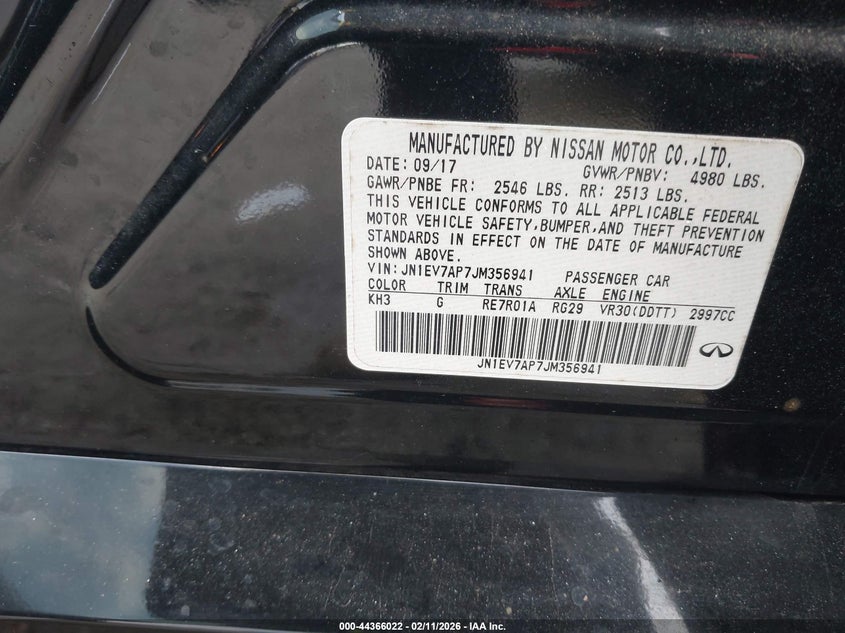 MANUFACTURED BY NISSAN MOTOR CO.,LTD.
DATE: 09/17 GVWR/PNBV: 4980 LBS.
GAWR/PNBE FR: 2546 LBS. RR: 2513 LBS.
THIS VEHICLE CONFORMS TO ALL APPLICABLE FEDERAL
MOTOR VEHICLE SAFETY,BUMPER,AND THEFT PREVENTION
STANDARDS IN EFFECT ON THE DATE OF MANUFACTURE
SHOWN ABOVE.
VIN:JN1EV7AP7JM356941 PASSENGER CAR
COLOR TRIM TRANS AXLE ENGINE
KH3 G RE7R01A RG29 VR30(DDTT) 2997CC
JN1EV7AP7JM356941
000-44366022 - 02/11/2026 - IAA Inc.